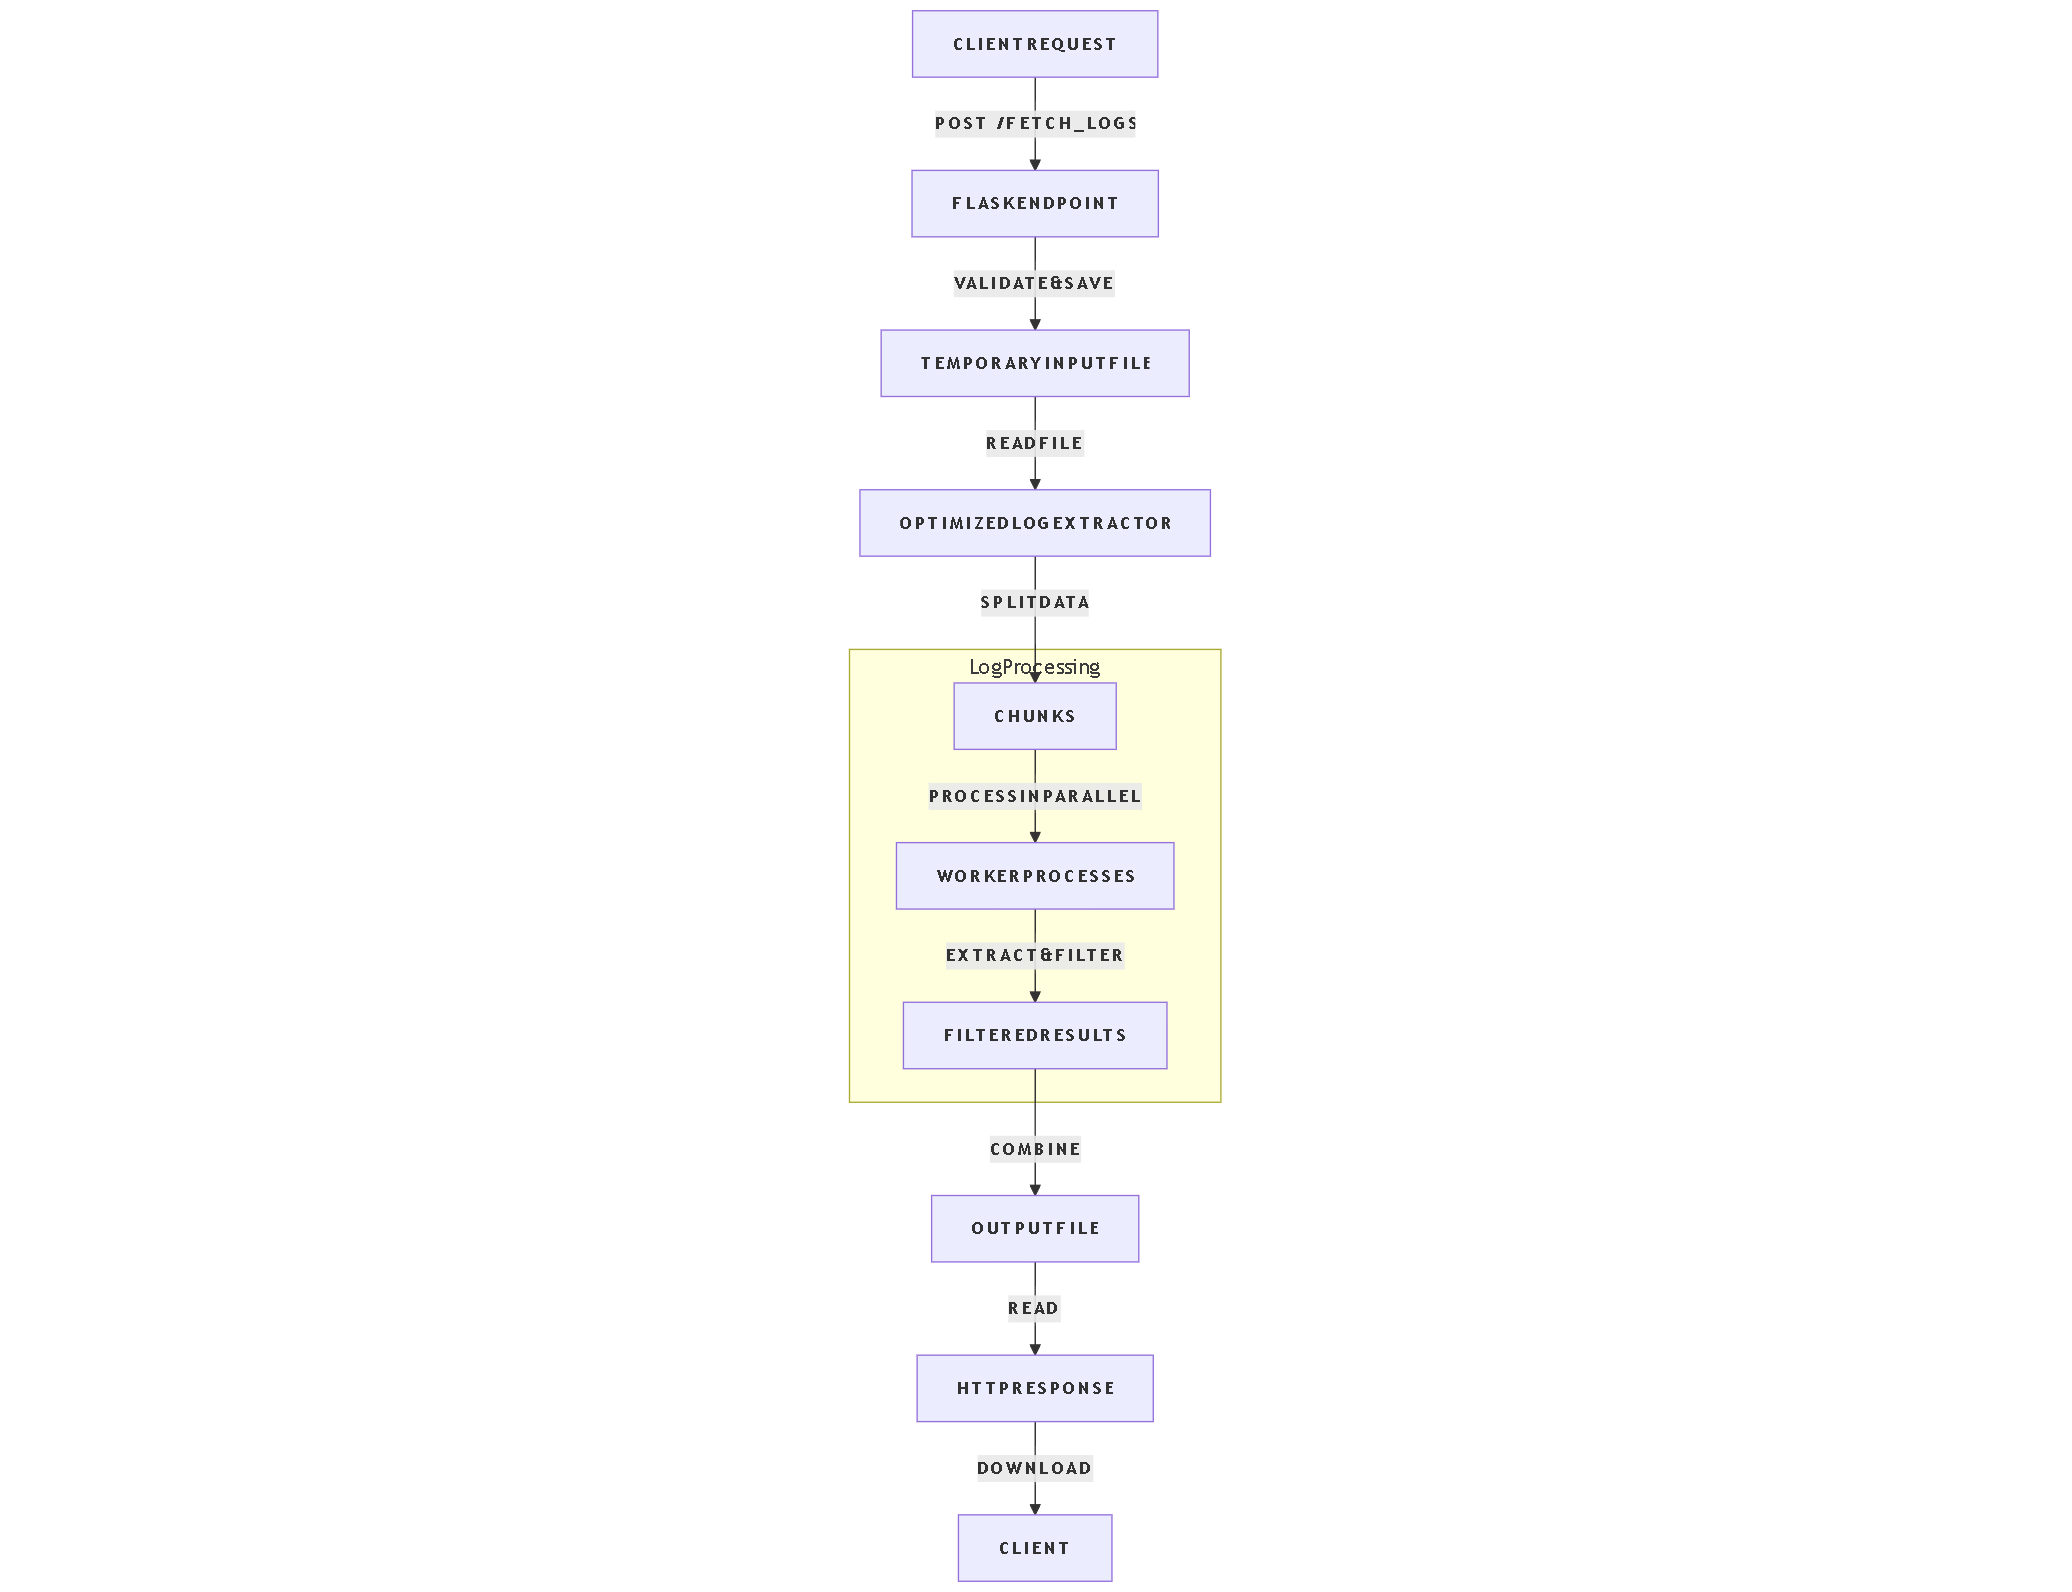 CLIENTREQUEST
POST /FETCH_LOGS
FLASKENDPOINT
VALIDATE&SAVE
TEMPORARYINPUTFILE
READFILE
OPTIMIZEDLOGEXTRACTOR
SPLITDATA
LogProcessing
CHUNKS
PROCESSINPARALLEL
WORKERPROCESSES
EXTRACT&FILTER
FILTEREDRESULTS
COMBINE
OUTPUTFILE
READ
HTTPRESPONSE
DOWNLOAD
CLIENT